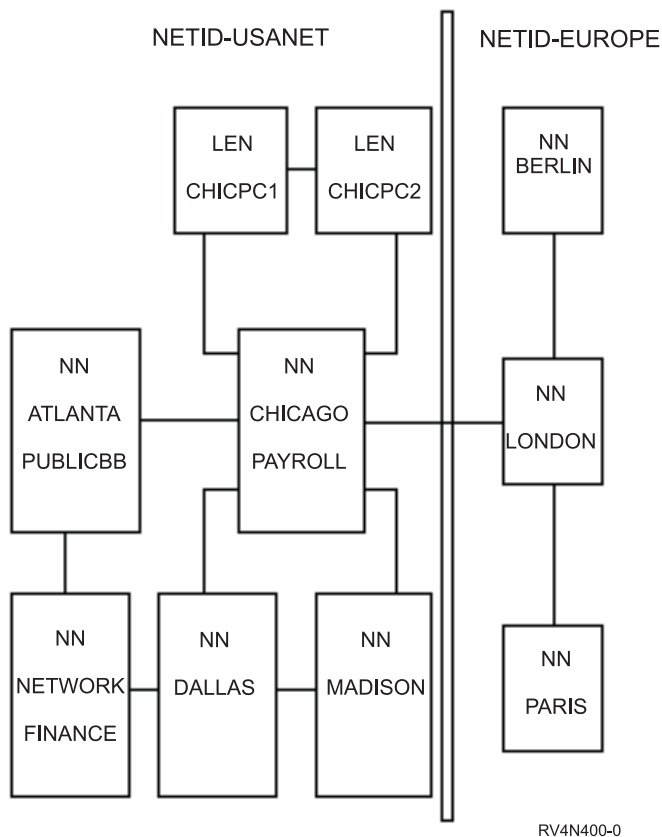 NETID-USANET
NETID-EUROPE
LEN
CHICPC1
LEN
CHICPC2
NN
BERLIN
NN
ATLANTA
PUBLICBB
NN
CHICAGO
PAYROLL
NN
LONDON
NN
NETWORK
FINANCE
NN
DALLAS
NN
MADISON
NN
PARIS
RV4N400-0